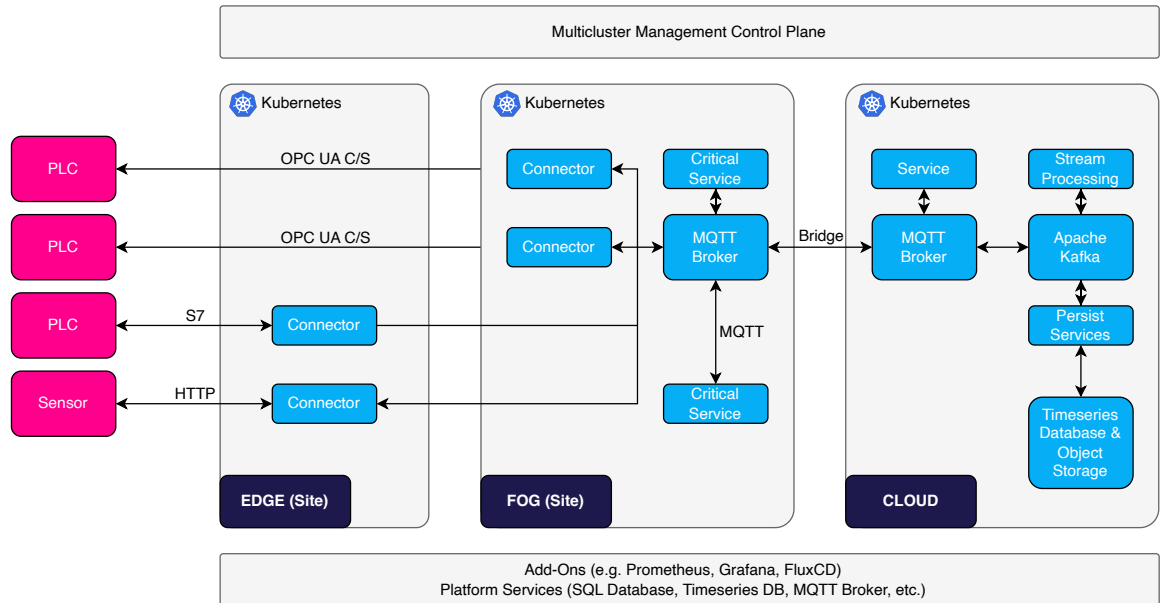 Multicluster Management Control Plane
Kubernetes
Kubernetes
Kubernetes
PLC
OPC UA C/S
Connector
Critical
Service
Service
Stream
Processing
PLC
OPC UA C/S
Connector
MQTT
Broker
Bridge
MQTT
Broker
Apache
Kafka
PLC
S7
Connector
MQTT
Persist
Services
Sensor
HTTP
Connector
Critical
Service
Timeseries
Database &
Object
Storage
EDGE (Site)
FOG (Site)
CLOUD
Add-Ons (e.g. Prometheus, Grafana, FluxCD)
Platform Services (SQL Database, Timeseries DB, MQTT Broker, etc.)